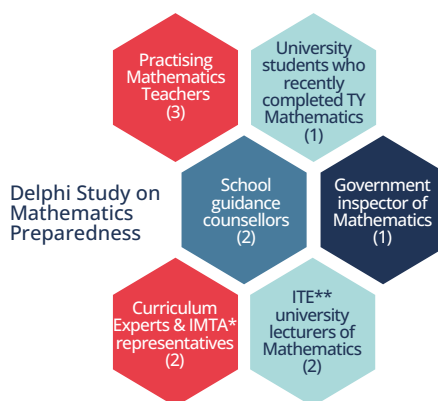 Practising
Mathematics
Teachers
(3)
University
students who
recently
completed TY
Mathematics
(1)
Delphi Study on
Mathematics
Preparedness
School
guidance
counsellors
(2)
Government
inspector of
Mathematics
(1)
Curriculum
Experts & IMTA*
representatives
(2)
ITE**
university
lecturers of
Mathematics
(2)